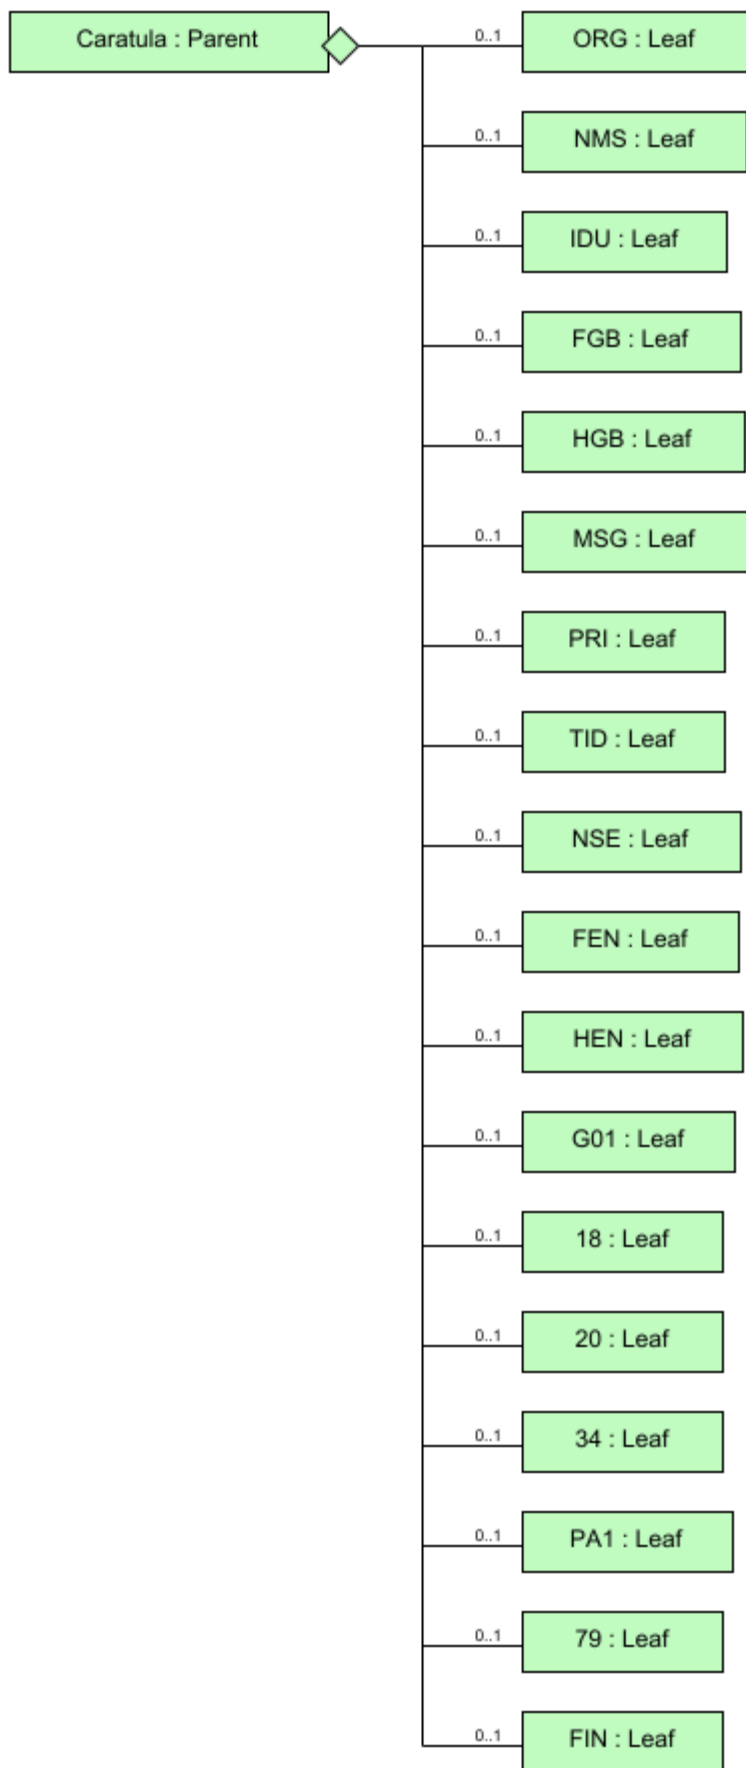 Caratula : Parent
0..1 ORG : Leaf
0..1 NMS : Leaf
0..1 IDU : Leaf
0..1 FGB : Leaf
0..1 HGB : Leaf
0..1 MSG : Leaf
0..1 PRI : Leaf
0..1 TID : Leaf
0..1 NSE : Leaf
0..1 FEN : Leaf
0..1 HEN : Leaf
0..1 G01 : Leaf
0..1 18 : Leaf
0..1 20 : Leaf
0..1 34 : Leaf
0..1 PA1 : Leaf
0..1 79 : Leaf
0..1 FIN : Leaf